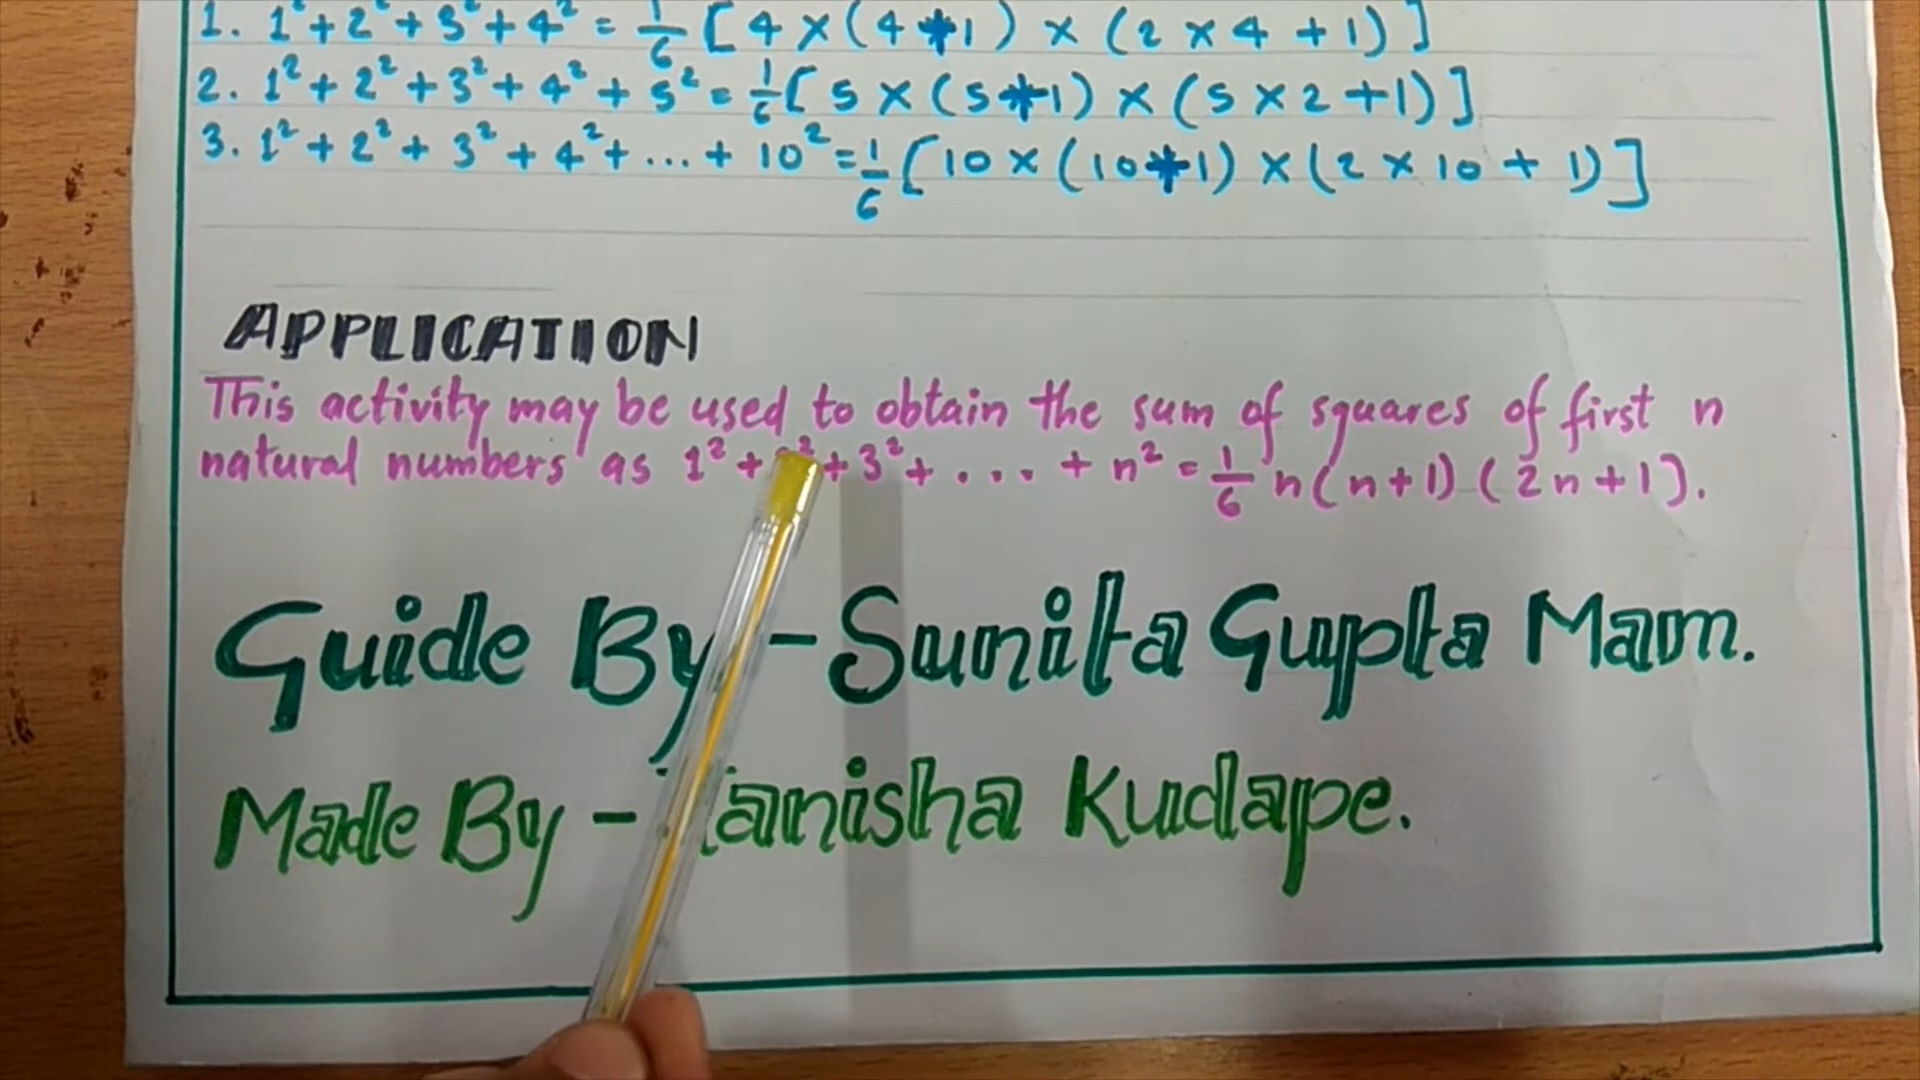 1. 1² + 2² + 3² + 4² = 1/6 [4 × (4+1) × (2 × 4 + 1)]
2. 1² + 2² + 3² + 4² + 5² = 1/6 [5 × (5+1) × (5 × 2 + 1)]
3. 1² + 2² + 3² + 4² + ... + 10² = 1/6 [10 × (10+1) × (2 × 10 + 1)]
APPLICATION
This activity may be used to obtain the sum of squares of first n
natural numbers as 1² + 2² + 3² + .... + n² = 1/6 n(n+1) (2n+1).
Guide By - Sunita Gupta Mam.
Made By - Kudape.